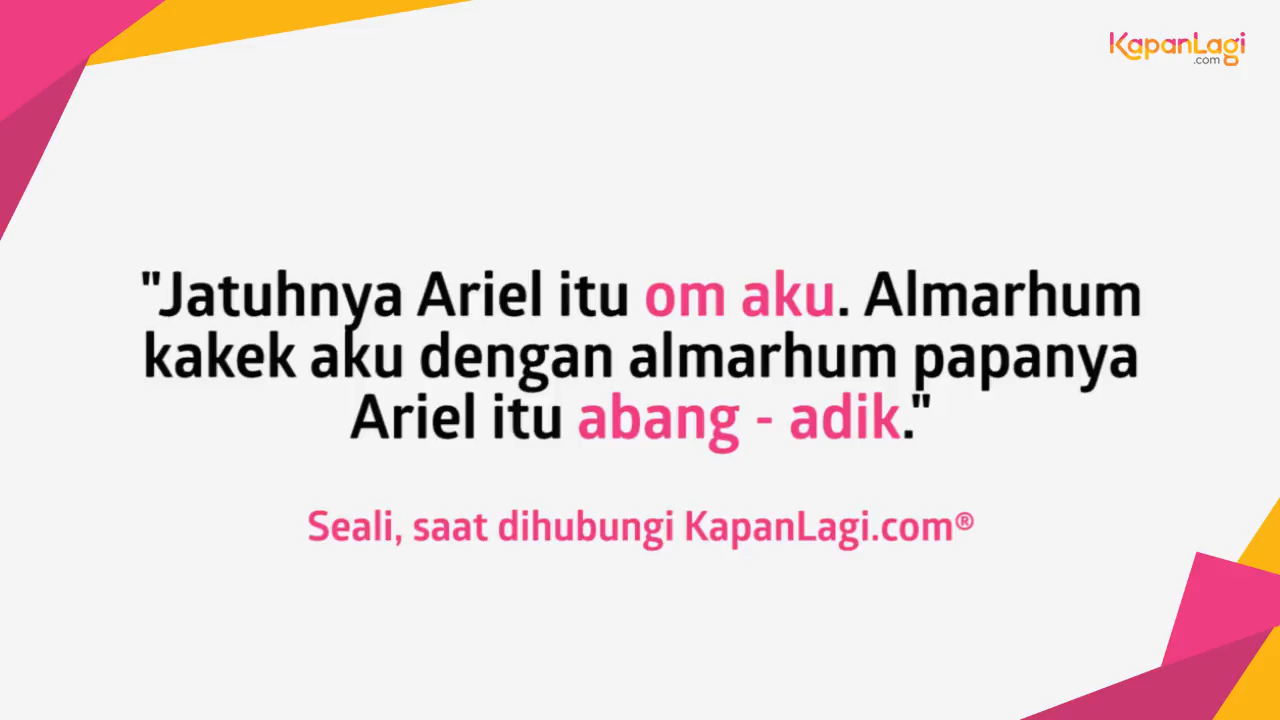 KapanLagi
.com
"Jatuhnya Ariel itu om aku. Almarhum
kakek aku dengan almarhum papanya
Ariel itu abang - adik."
Seali, saat dihubungi KapanLagi.com®